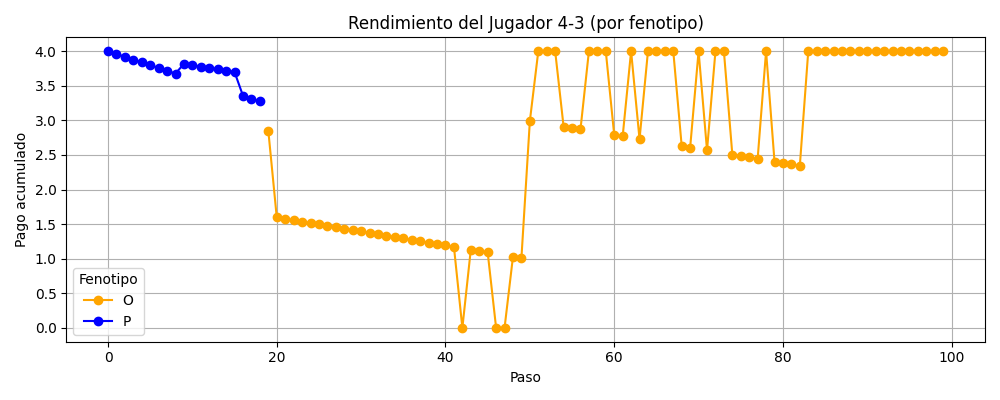 Rendimiento del Jugador 4-3 (por fenotipo)
Pago acumulado
4.0
3.5
3.0
2.5
2.0
1.5
1.0
0.5
0.0
Fenotipo
O
P
0 20 40 60 80 100
Paso